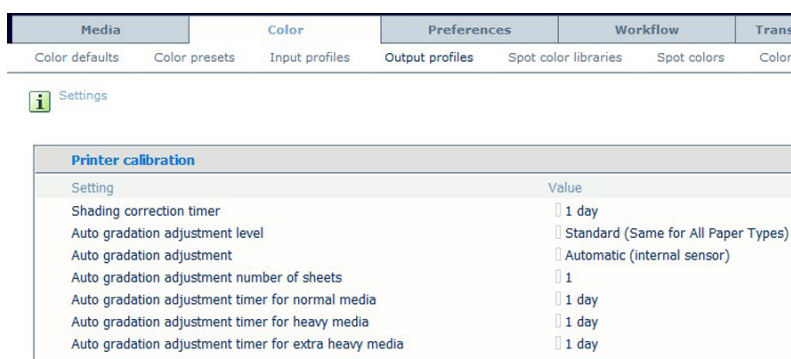 Media Color Preferences Workflow Trans
Color defaults Color presets Input profiles Output profiles Spot color libraries Spot colors Color
i Settings
Printer calibration
Setting Value
Shading correction timer 1 day
Auto gradation adjustment level Standard (Same for All Paper Types)
Auto gradation adjustment Automatic (internal sensor)
Auto gradation adjustment number of sheets 1
Auto gradation adjustment timer for normal media 1 day
Auto gradation adjustment timer for heavy media 1 day
Auto gradation adjustment timer for extra heavy media 1 day